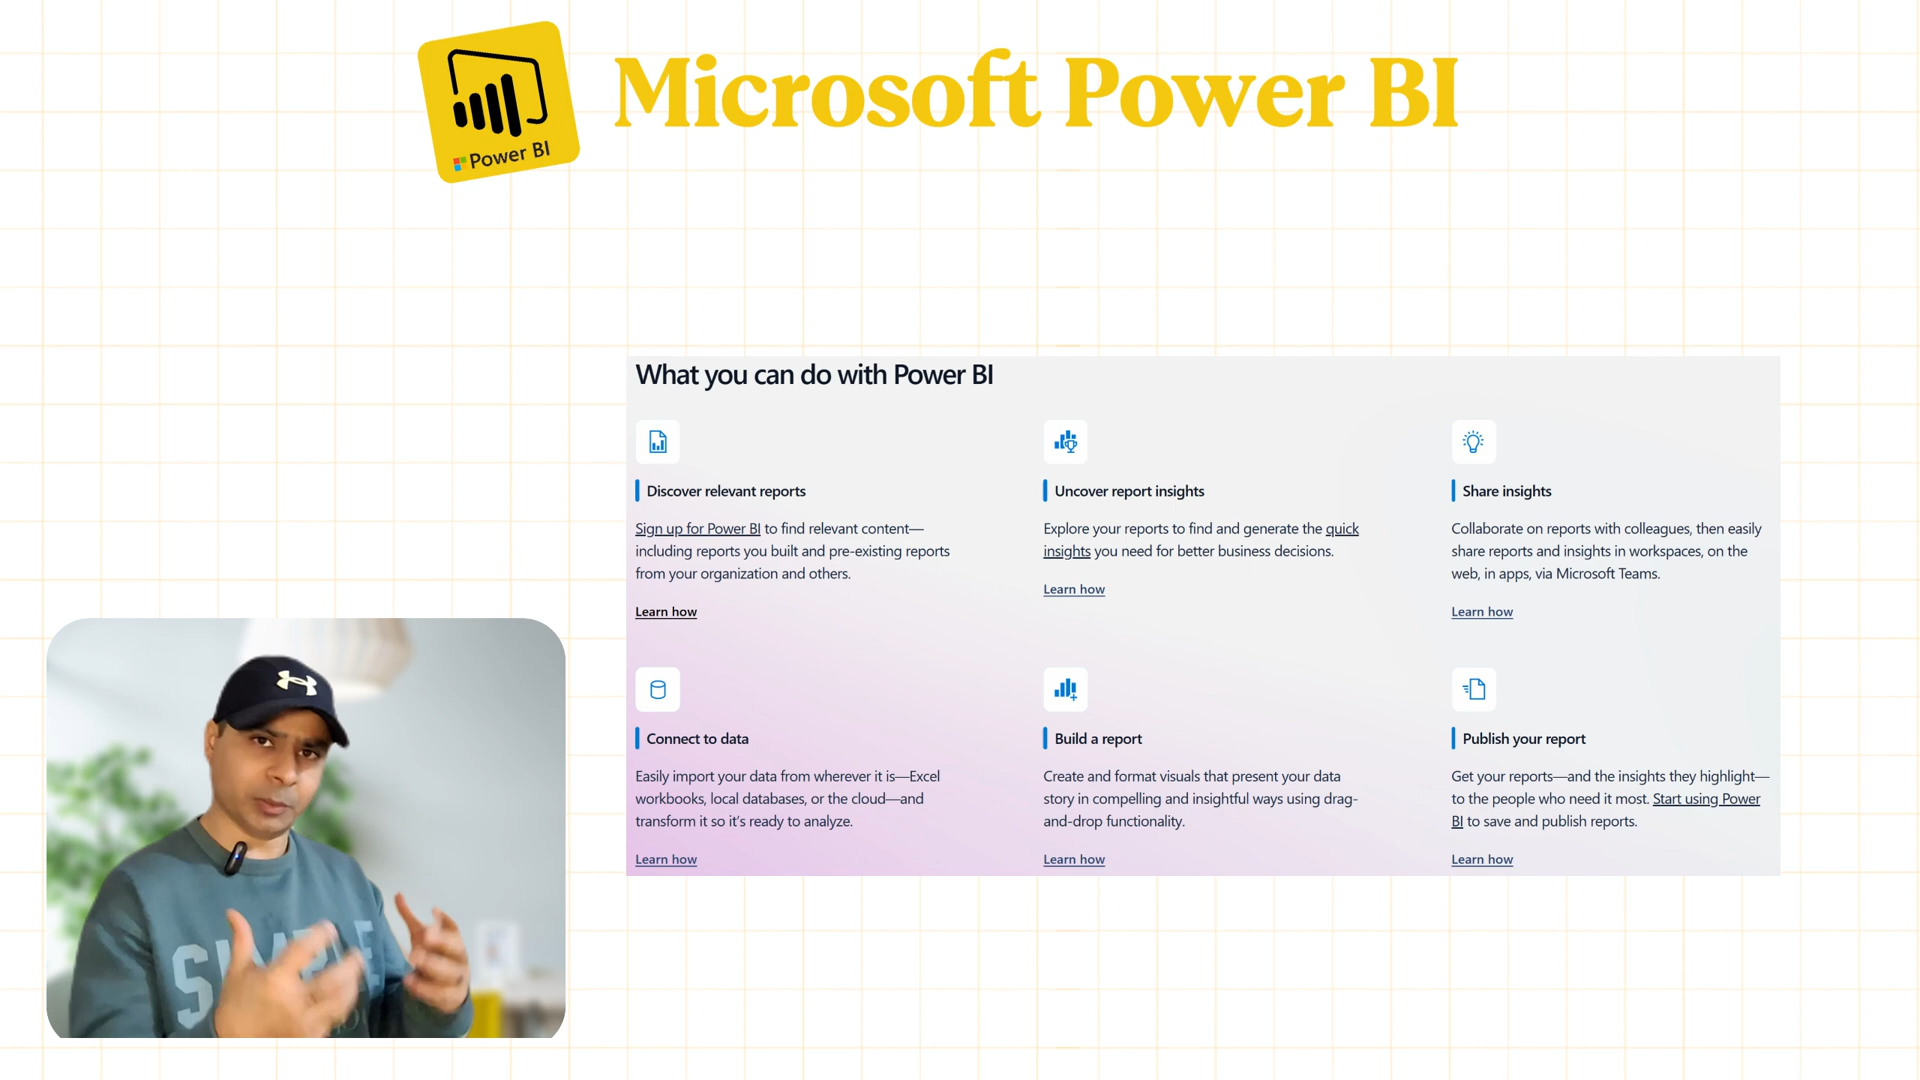 Power BI
Microsoft Power BI
What you can do with Power BI
Discover relevant reports
Sign up for Power BI to find relevant content—
including reports you built and pre-existing reports
from your organization and others.
Learn how
Uncover report insights
Explore your reports to find and generate the quick
insights you need for better business decisions.
Learn how
Share insights
Collaborate on reports with colleagues, then easily
share reports and insights in workspaces, on the
web, in apps, via Microsoft Teams.
Learn how
Connect to data
Easily import your data from wherever it is—Excel
workbooks, local databases, or the cloud—and
transform it so it's ready to analyze.
Learn how
Build a report
Create and format visuals that present your data
story in compelling and insightful ways using drag-
and-drop functionality.
Learn how
Publish your report
Get your reports—and the insights they highlight—
to the people who need it most. Start using Power
BI to save and publish reports.
Learn how